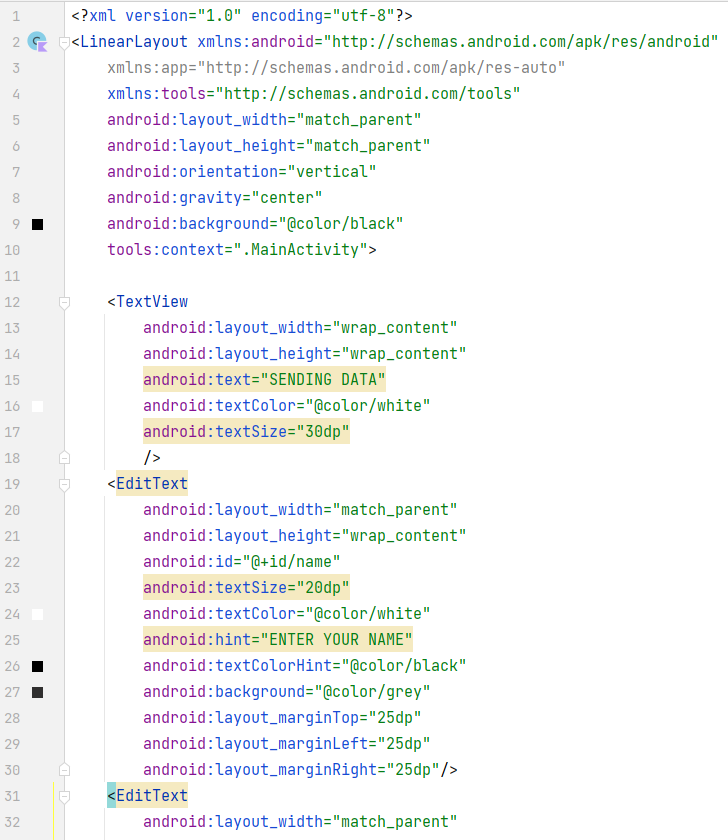 1 <?xml version="1.0" encoding="utf-8"?>
2 <LinearLayout xmlns:android="http://schemas.android.com/apk/res/android"
3 xmlns:app="http://schemas.android.com/apk/res-auto"
4 xmlns:tools="http://schemas.android.com/tools"
5 android:layout_width="match_parent"
6 android:layout_height="match_parent"
7 android:orientation="vertical"
8 android:gravity="center"
9 android:background="@color/black"
10 tools:context=".MainActivity">
11
12 <TextView
13 android:layout_width="wrap_content"
14 android:layout_height="wrap_content"
15 android:text="SENDING DATA"
16 android:textColor="@color/white"
17 android:textSize="30dp"
18 />
19 <EditText
20 android:layout_width="match_parent"
21 android:layout_height="wrap_content"
22 android:id="@+id/name"
23 android:textSize="20dp"
24 android:textColor="@color/white"
25 android:hint="ENTER YOUR NAME"
26 android:textColorHint="@color/black"
27 android:background="@color/grey"
28 android:layout_marginTop="25dp"
29 android:layout_marginLeft="25dp"
30 android:layout_marginRight="25dp"/>
31 <EditText
32 android:layout_width="match_parent"